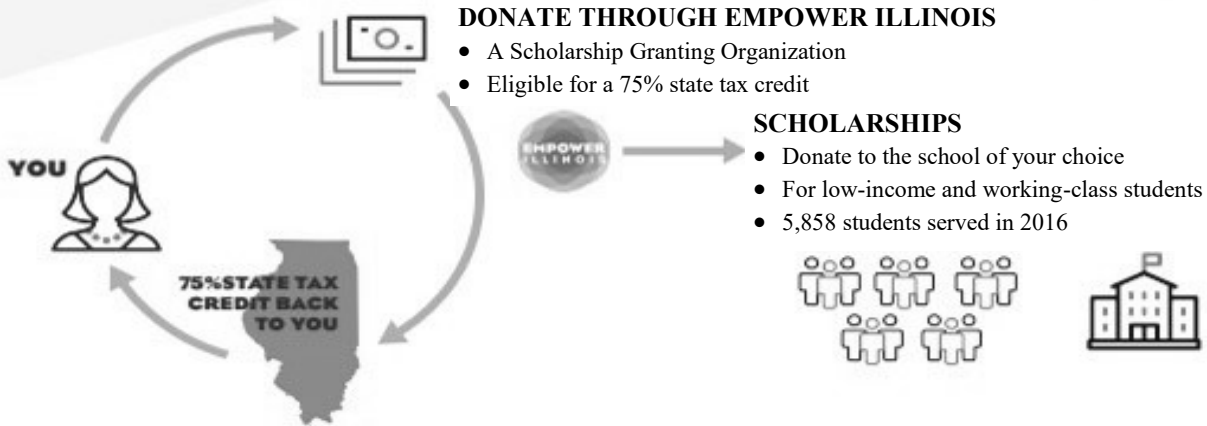 DONATE THROUGH EMPOWER ILLINOIS
• A Scholarship Granting Organization
• Eligible for a 75% state tax credit
EMPOWER
ILLINOIS
SCHOLARSHIPS
• Donate to the school of your choice
• For low-income and working-class students
• 5,858 students served in 2016
YOU
75%STATE TAX
CREDIT BACK
TO YOU